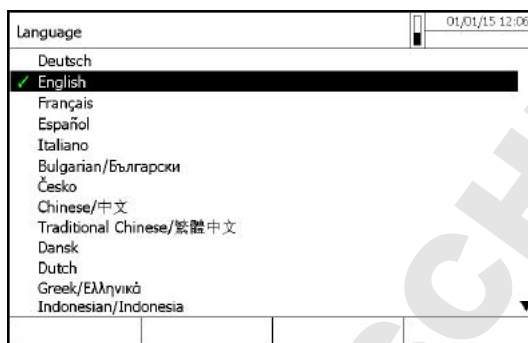 Language
01/01/15 12:06
Deutsch
✓ English
Français
Español
Italiano
Bulgarian/Български
Česko
Chinese/中文
Traditional Chinese/繁體中文
Dansk
Dutch
Greek/Ελληνικά
Indonesian/Indonesia